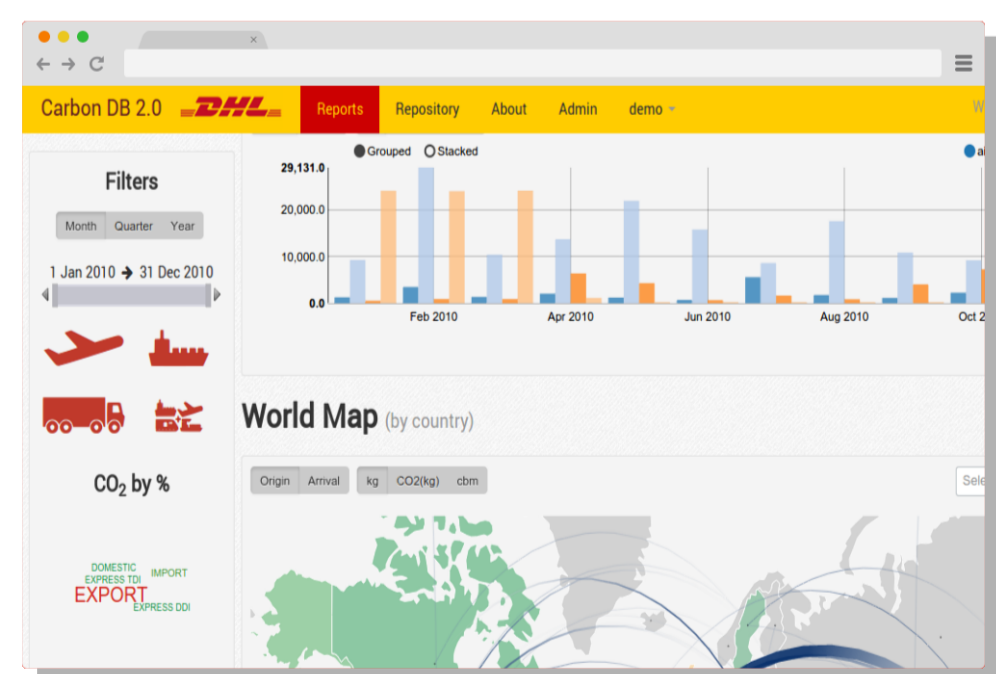 ×
Carbon DB 2.0 DHL Reports Repository About Admin demo
Filters
Month Quarter Year
1 Jan 2010 → 31 Dec 2010
CO2 by %
DOMESTIC
EXPRESS TDI
IMPORT
EXPORT
EXPRESS DDI
Grouped Stacked
29,131.0
20,000.0
10,000.0
0.0
Feb 2010 Apr 2010 Jun 2010 Aug 2010 Oct 2
World Map (by country)
Origin Arrival kg CO2(kg) cbm
Sele